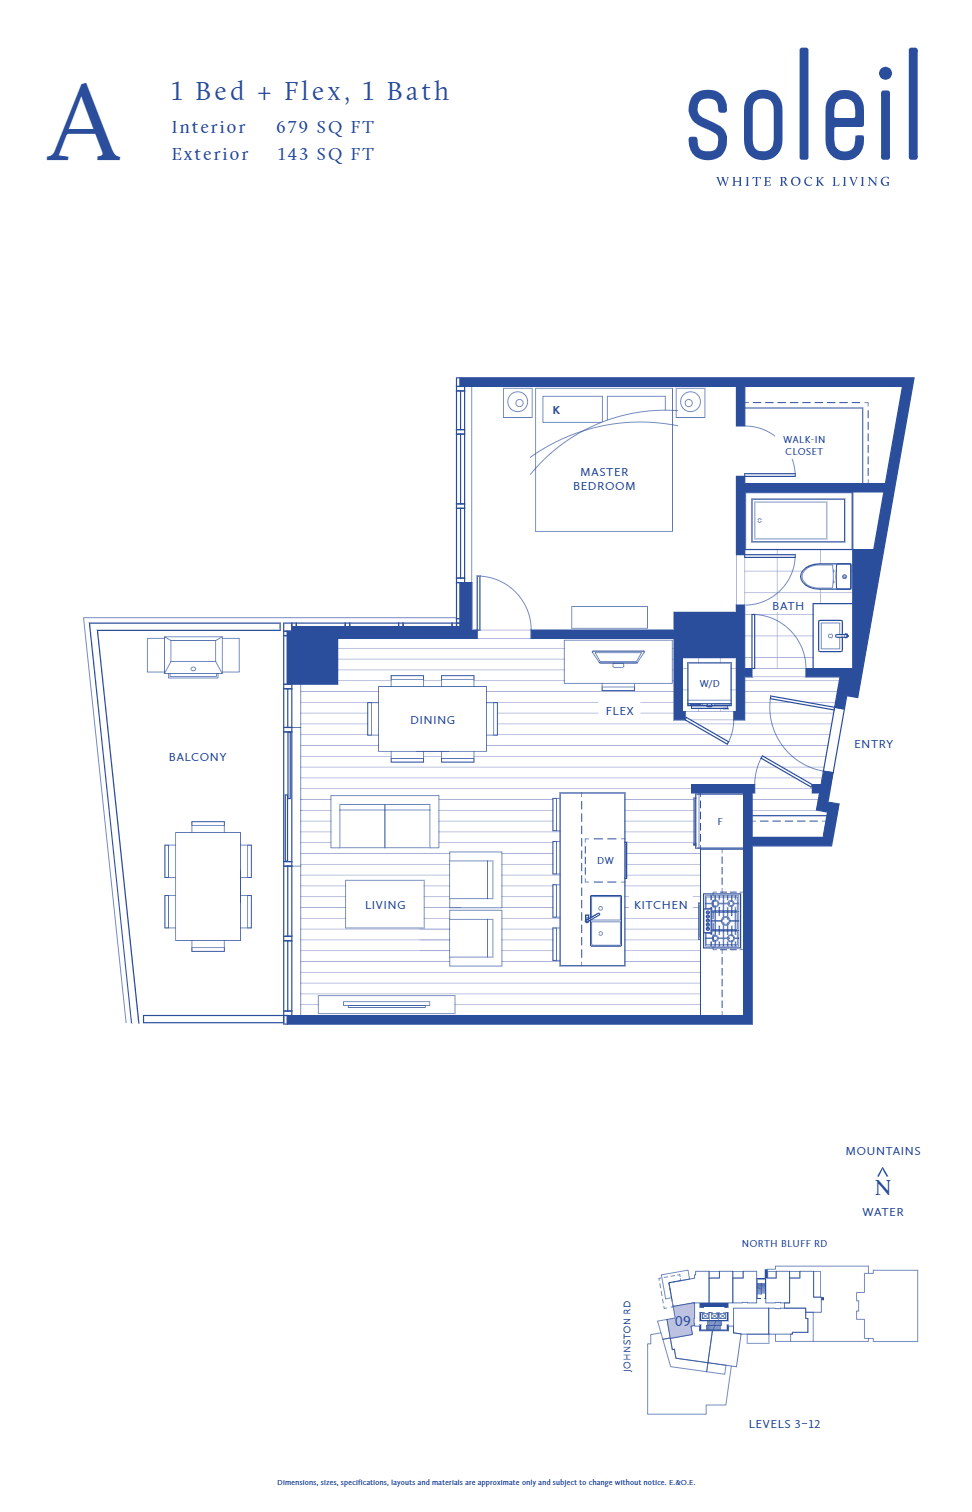 A
1 Bed + Flex, 1 Bath
Interior 679 SQ FT
Exterior 143 SQ FT
soleil
WHITE ROCK LIVING
K
WALK-IN
CLOSET
MASTER
BEDROOM
BATH
W/D
FLEX
DINING
ENTRY
BALCONY
F
DW
LIVING
KITCHEN
MOUNTAINS
N
WATER
NORTH BLUFF RD
JOHNSTON RD
09
LEVELS 3–12
Dimensions, sizes, specifications, layouts and materials are approximate only and subject to change without notice. E.&O.E.